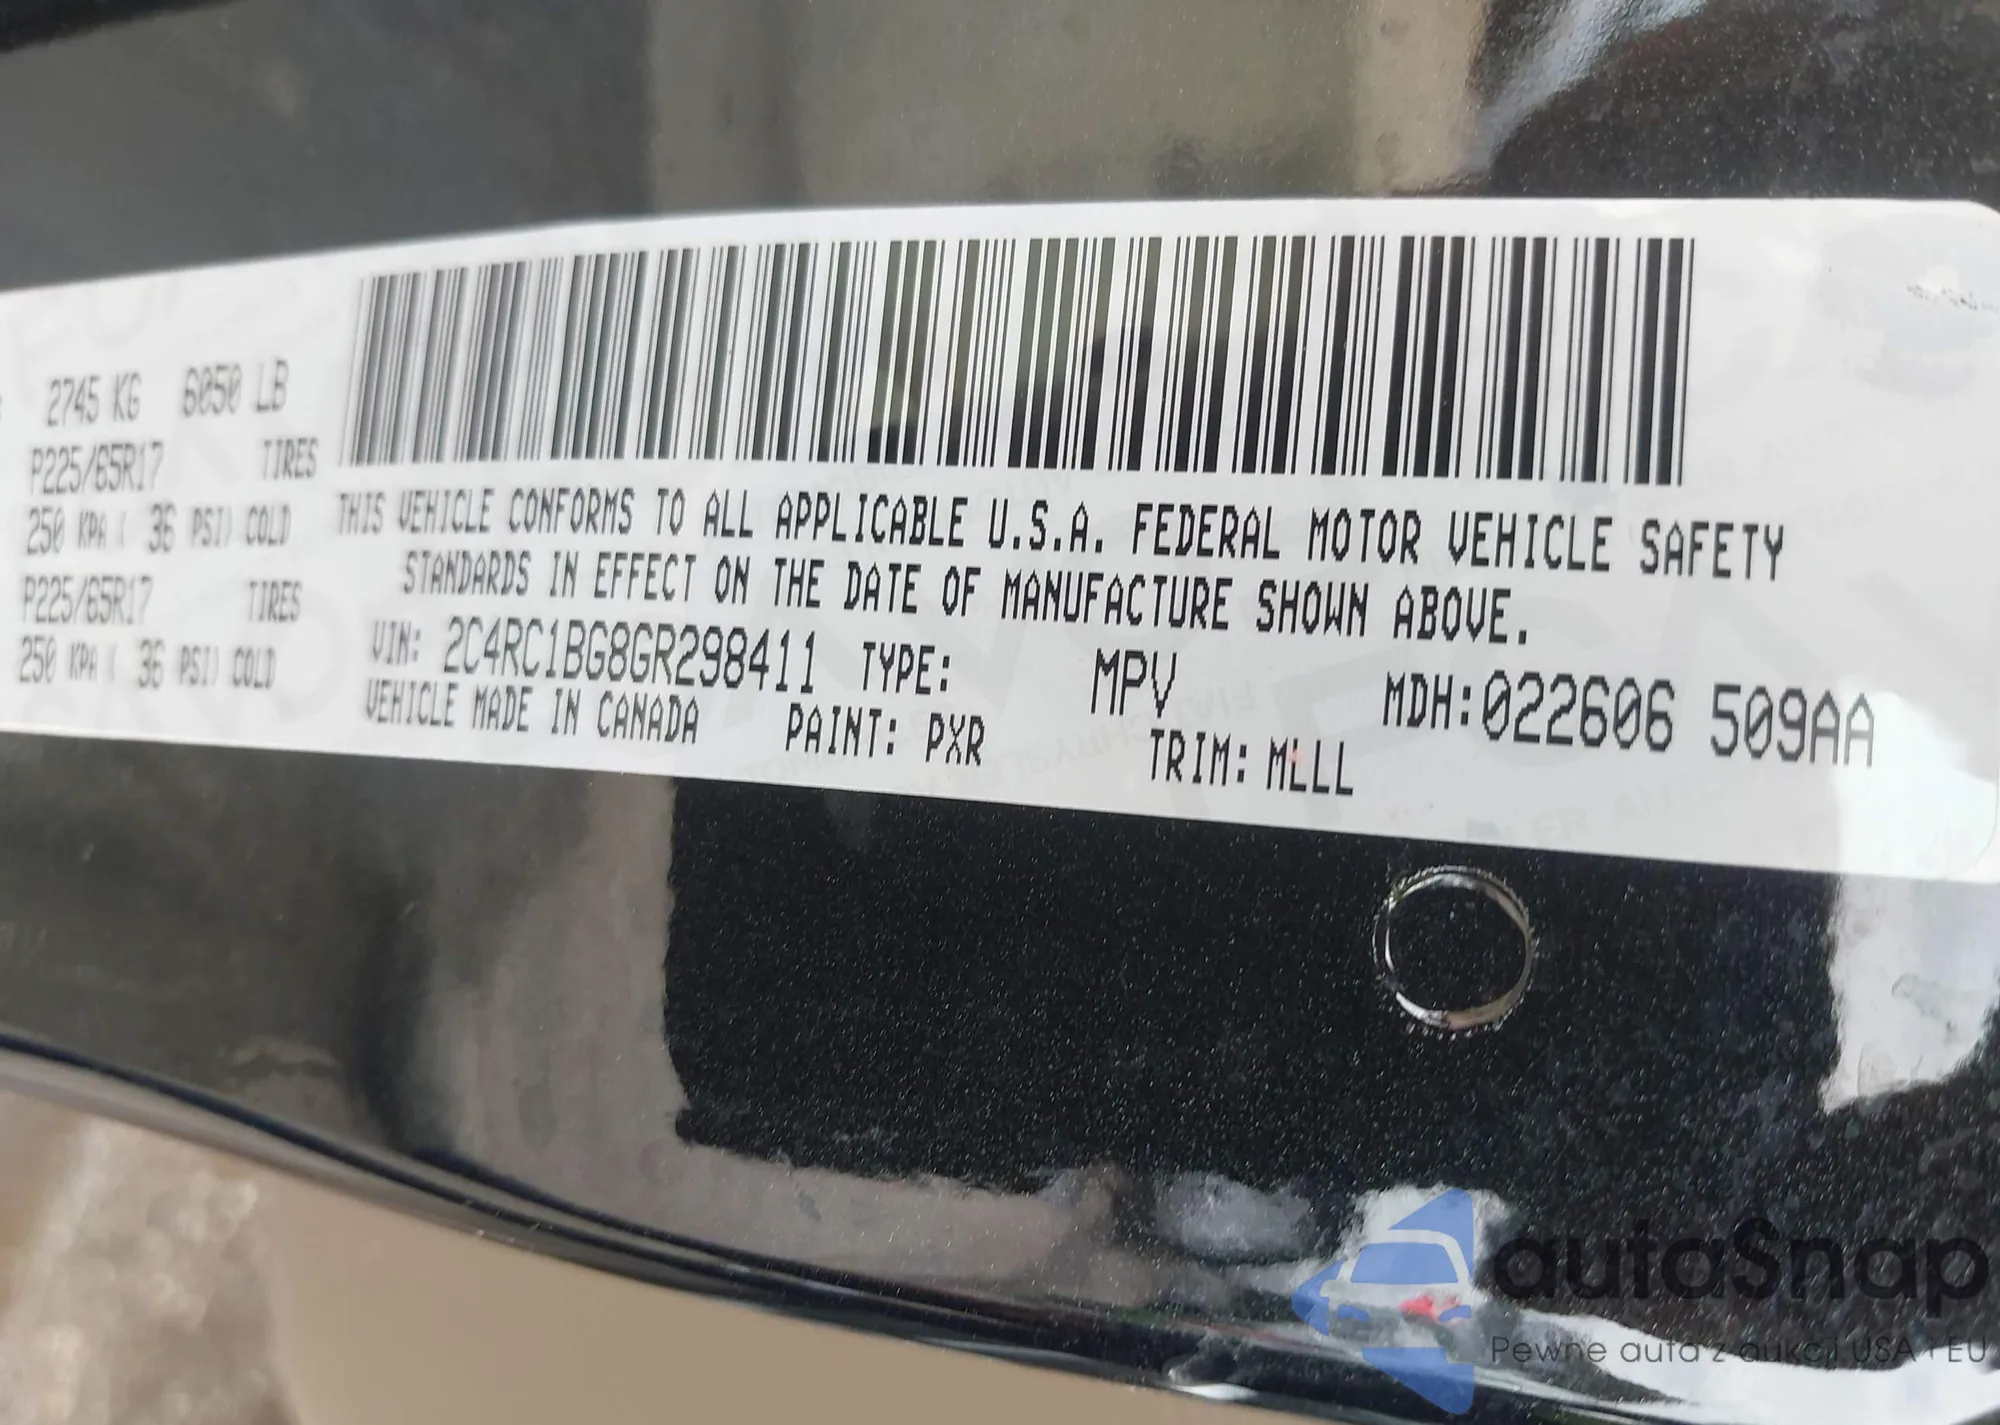 2745 KG 6050 LB
P225/65R17 TIRES
250 KPA ( 36 PSI) COLD
P225/65R17 TIRES
250 KPA ( 36 PSI) COLD
THIS VEHICLE CONFORMS TO ALL APPLICABLE U.S.A. FEDERAL MOTOR VEHICLE SAFETY
STANDARDS IN EFFECT ON THE DATE OF MANUFACTURE SHOWN ABOVE.
VIN: 2C4RC1BG8GR298411 TYPE: MPV MDH:022606 509AA
VEHICLE MADE IN CANADA PAINT: PXR TRIM: MLLL
autoSnap
Pewne auta z aukcji USA i EU